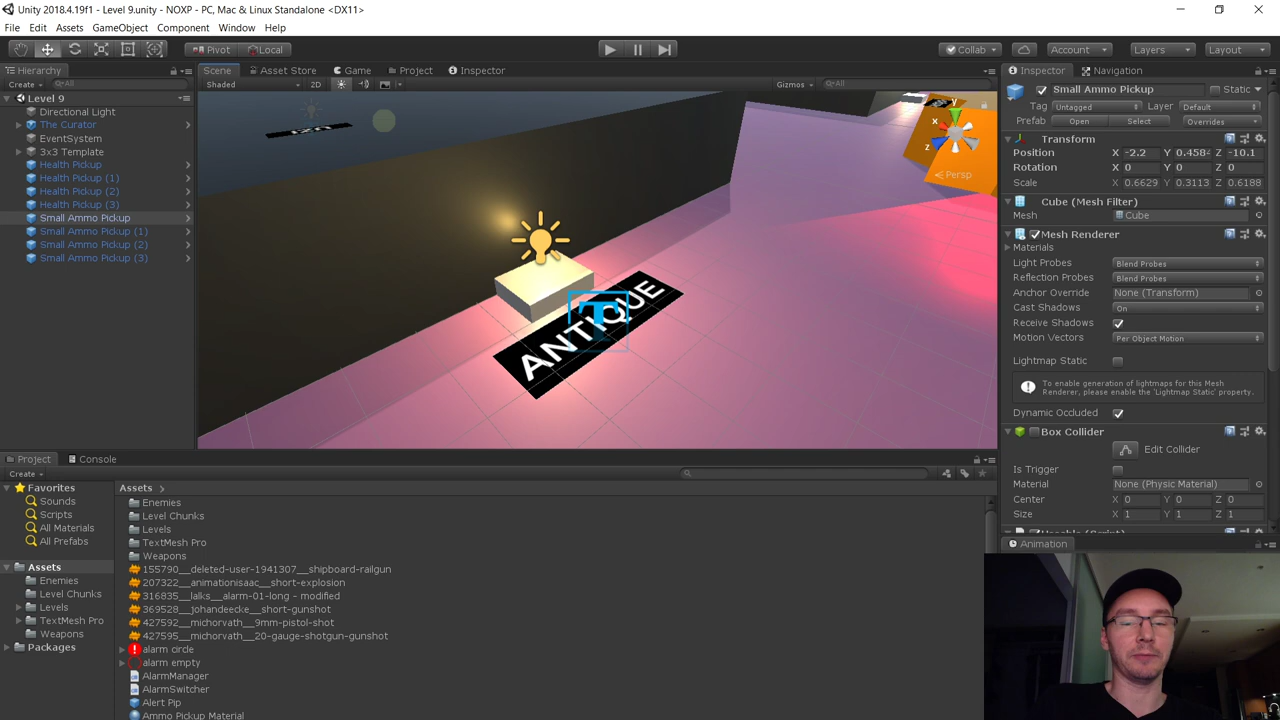 Unity 2018.4.19f1 - Level 9.unity - NOXP - PC, Mac & Linux Standalone <DX11>
File Edit Assets GameObject Component Window Help
Pivot Local Collab Account Layers Layout
Hierarchy Scene Asset Store Game Project Inspector Inspector Navigation
Create All Shaded 2D Gizmos All
Small Ammo Pickup Static
Level 9
Tag Untagged Layer Default
Directional Light
Prefab Open Select Overrides
The Curator
EventSystem
Transform
3x3 Template
Position X -2.2 Y 0.458 Z -10.1
Health Pickup
Rotation X 0 Y 0 Z 0
Health Pickup (1)
Scale X 0.6629 Y 0.3113 Z 0.6188
Health Pickup (2)
Health Pickup (3)
Cube (Mesh Filter)
Small Ammo Pickup
Mesh Cube
Small Ammo Pickup (1)
Mesh Renderer
Small Ammo Pickup (2)
Materials
Small Ammo Pickup (3)
Light Probes Blend Probes
Reflection Probes Blend Probes
Anchor Override None (Transform)
Cast Shadows On
Receive Shadows
Motion Vectors Per Object Motion
Lightmap Static
To enable generation of lightmaps for this Mesh
Renderer, please enable the 'Lightmap Static' property.
Dynamic Occluded
Box Collider
Edit Collider
Is Trigger
Material None (Physic Material)
Center X 0 Y 0 Z 0
Size X 1 Y 1 Z 1
Useable (Script)
Animation
y
x
z
Persp
ANTIQUE
T
Project Console
Create
Favorites
Sounds
Scripts
All Materials
All Prefabs
Assets
Enemies
Level Chunks
Levels
TextMesh Pro
Weapons
Packages
Assets
Enemies
Level Chunks
Levels
TextMesh Pro
Weapons
155790__deleted-user-1941307__shipboard-railgun
207322__animationisaac__short-explosion
316835__lalks__alarm-01-long - modified
369528__johandeecke__short-gunshot
427592__michorvath__9mm-pistol-shot
427595__michorvath__20-gauge-shotgun-gunshot
alarm circle
alarm empty
AlarmManager
AlarmSwitcher
Alert Pip
Ammo Pickup Material